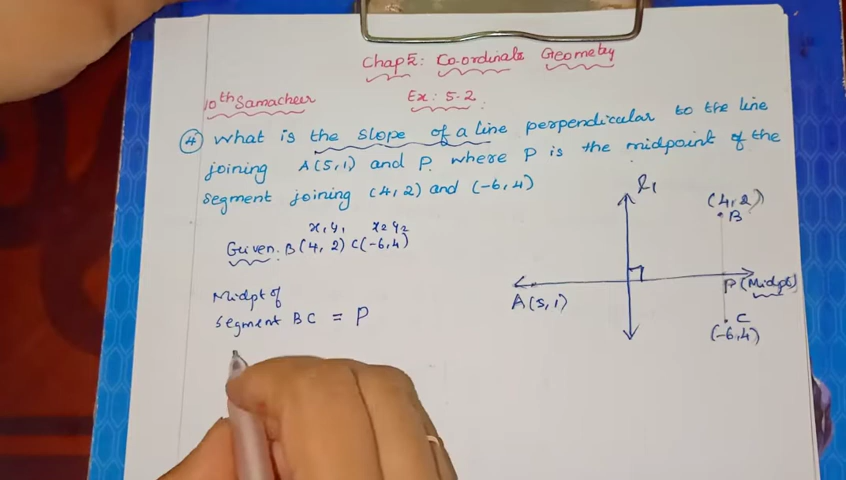 Chap 5: Co-ordinate Geometry
10th Samacheer
Ex: 5-2
④ What is the slope of a line perpendicular to the line
joining A(5,1) and P. where P is the midpoint of the
segment joining (4,2) and (-6,4)
x₁ y₁ x₂ y₂
Given: B(4, 2) C(-6,4)
Midpt of
segment BC = P
l₁
(4,2)
B
P (Midpt)
A(5,1)
C
(-6,4)